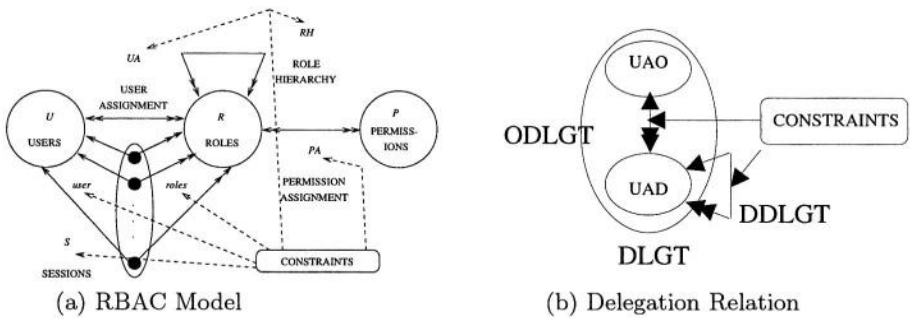 RH
UA
ROLE
HIERARCHY
USER
ASSIGNMENT
U
USERS
R
ROLES
P
PERMISS-
IONS
PA
user
roles
PERMISSION
ASSIGNMENT
S
SESSIONS
CONSTRAINTS
(a) RBAC Model
UAO
ODLGT
CONSTRAINTS
UAD
DDLGT
DLGT
(b) Delegation Relation